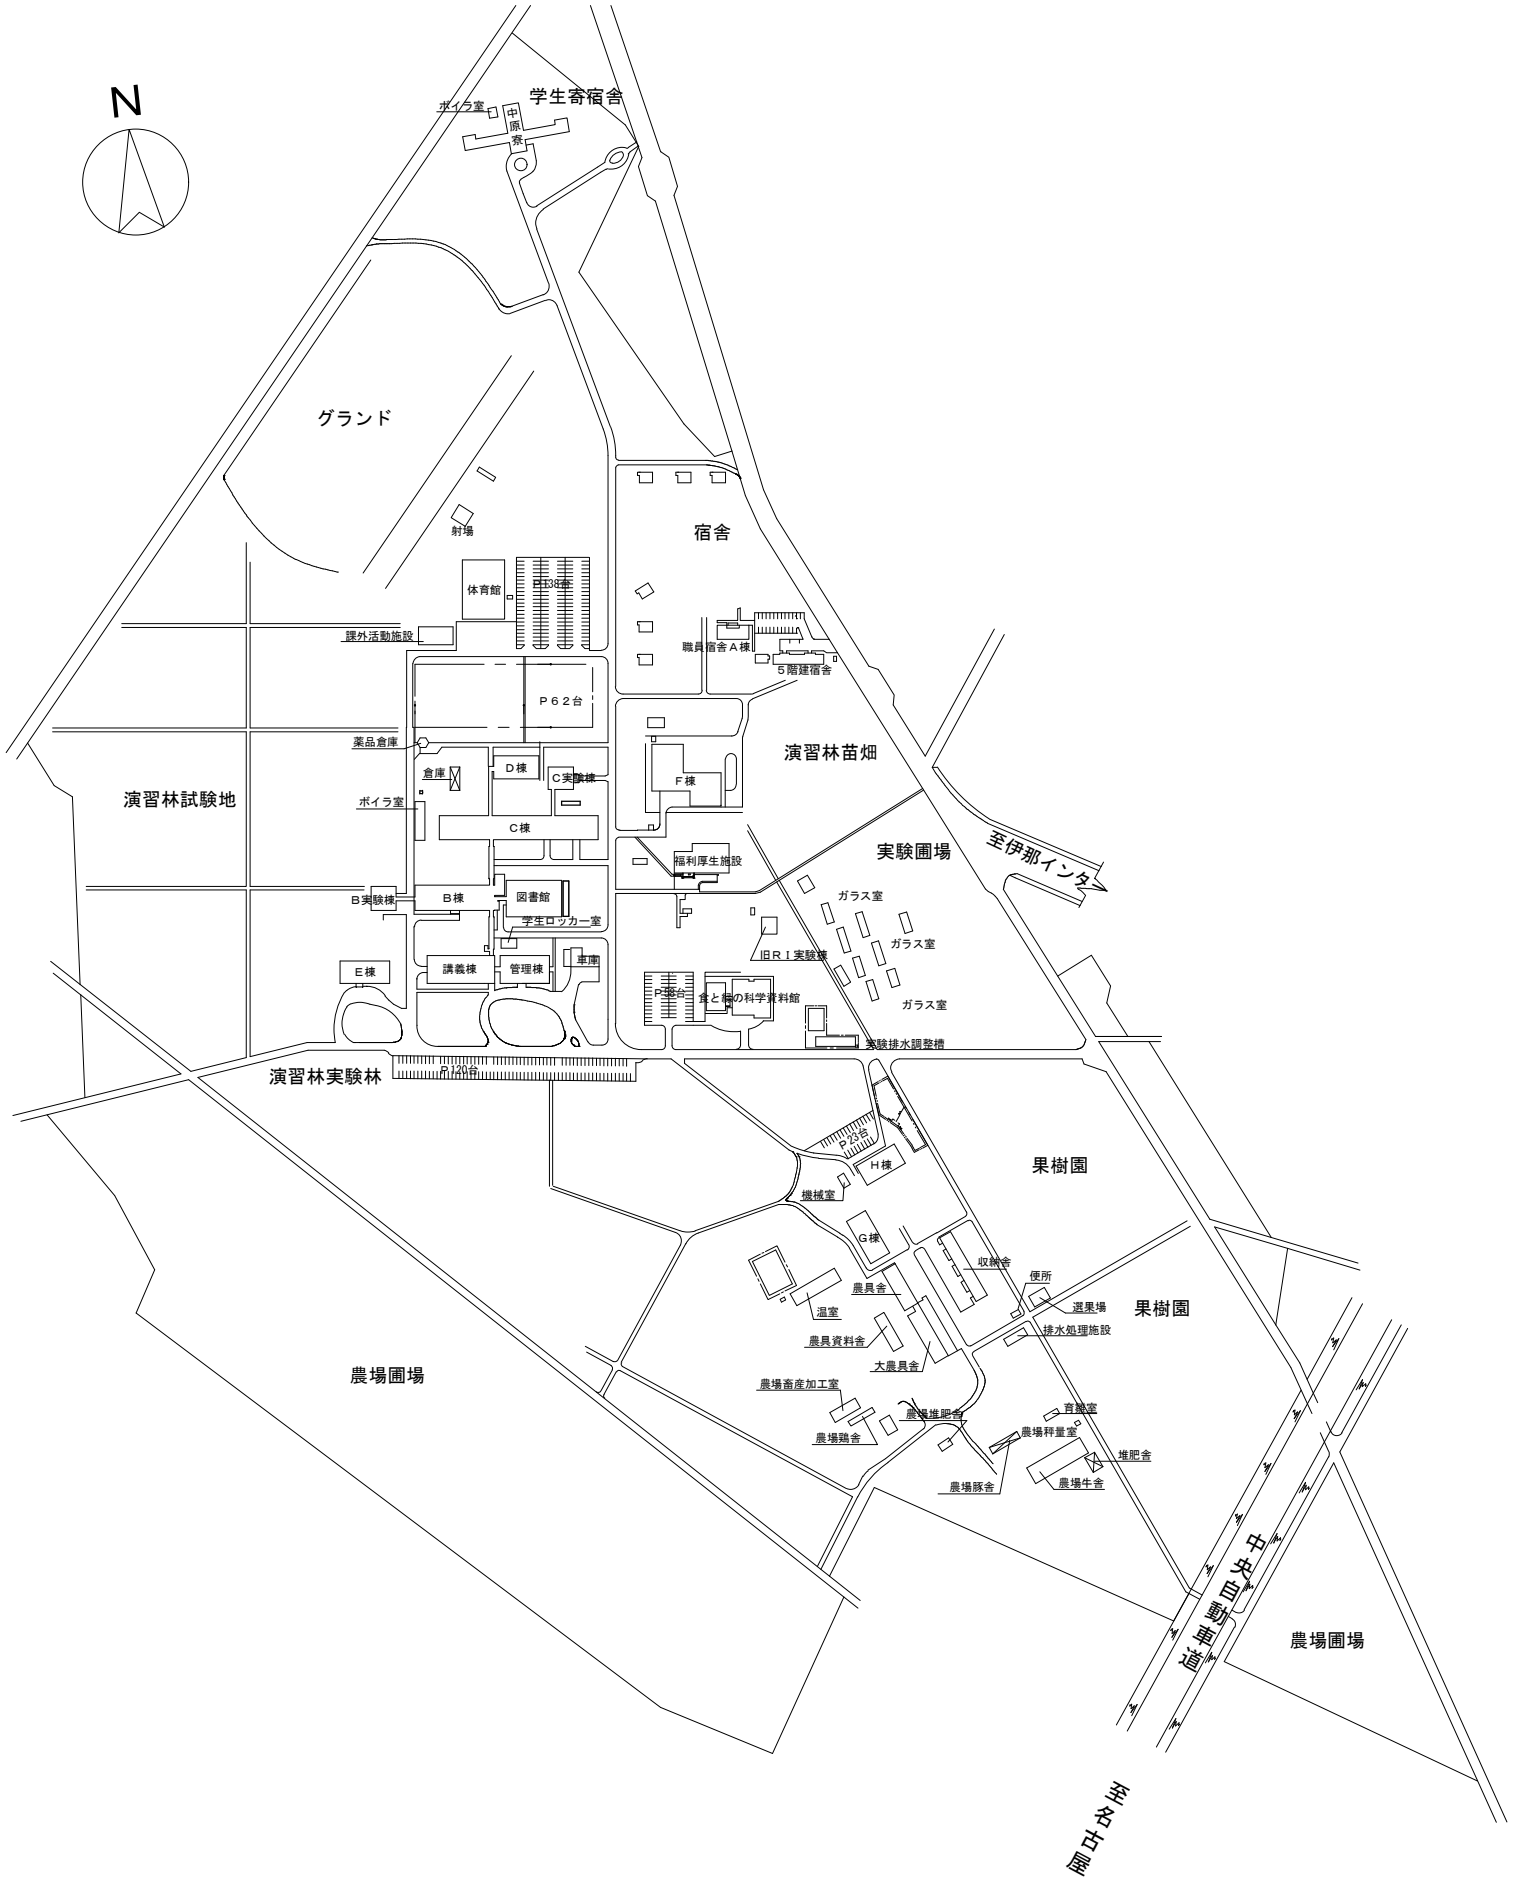 N
学生寄宿舎
ボイラ室
中原寮
グランド
射場
宿舎
体育館
P138台
課外活動施設
職員宿舎A棟
5階建宿舎
P62台
薬品倉庫
演習林苗畑
D棟
倉庫
C実験棟
F棟
演習林試験地
ボイラ室
C棟
実験圃場
至伊那インター
福利厚生施設
B実験棟
B棟
図書館
ガラス室
学生ロッカー室
ガラス室
旧RI実験棟
車庫
E棟
講義棟
管理棟
P58台
食と緑の科学資料館
ガラス室
実験排水調整槽
P120台
演習林実験林
P23台
H棟
果樹園
機械室
G棟
収納舎
便所
農具舎
選果場
果樹園
温室
排水処理施設
農具資料舎
大農具舎
農場圃場
農場畜産加工室
農場堆肥舎
育雛室
農場鶏舎
農場秤量室
堆肥舎
農場豚舎
農場牛舎
中央自動車道
農場圃場
至名古屋